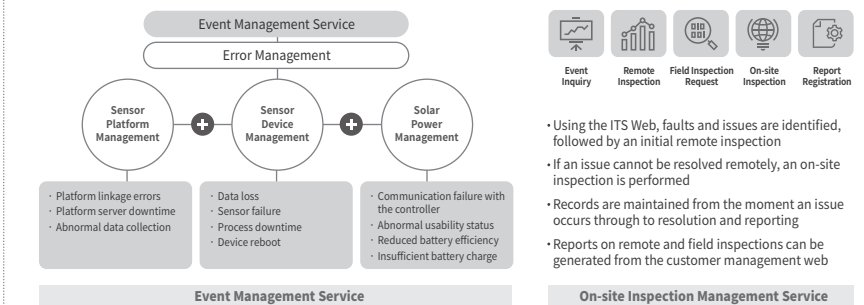 Event Management Service
Error Management
Sensor
Platform
Management
Sensor
Device
Management
Solar
Power
Management
· Platform linkage errors
· Platform server downtime
· Abnormal data collection
· Data loss
· Sensor failure
· Process downtime
· Device reboot
· Communication failure with
the controller
· Abnormal usability status
· Reduced battery efficiency
· Insufficient battery charge
Event Management Service
Event
Inquiry
Remote
Inspection
Field Inspection
Request
On-site
Inspection
Report
Registration
• Using the ITS Web, faults and issues are identified,
followed by an initial remote inspection
• If an issue cannot be resolved remotely, an on-site
inspection is performed
• Records are maintained from the moment an issue
occurs through to resolution and reporting
• Reports on remote and field inspections can be
generated from the customer management web
On-site Inspection Management Service